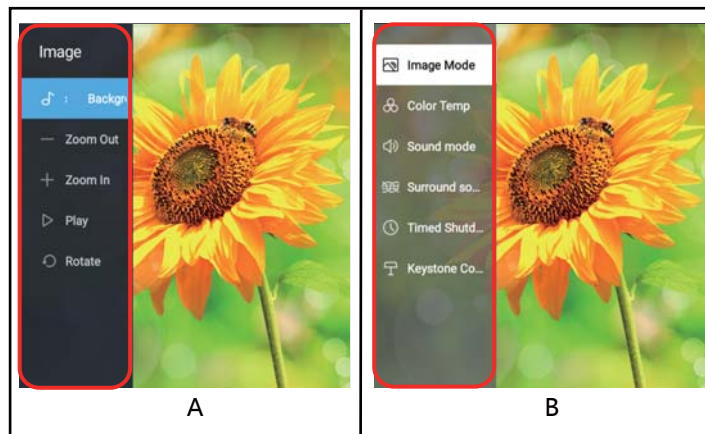 Image
: Backgr
Zoom Out
Zoom In
Play
Rotate
A
Image Mode
Color Temp
Sound mode
Surround so...
Timed Shutd...
Keystone Co...
B